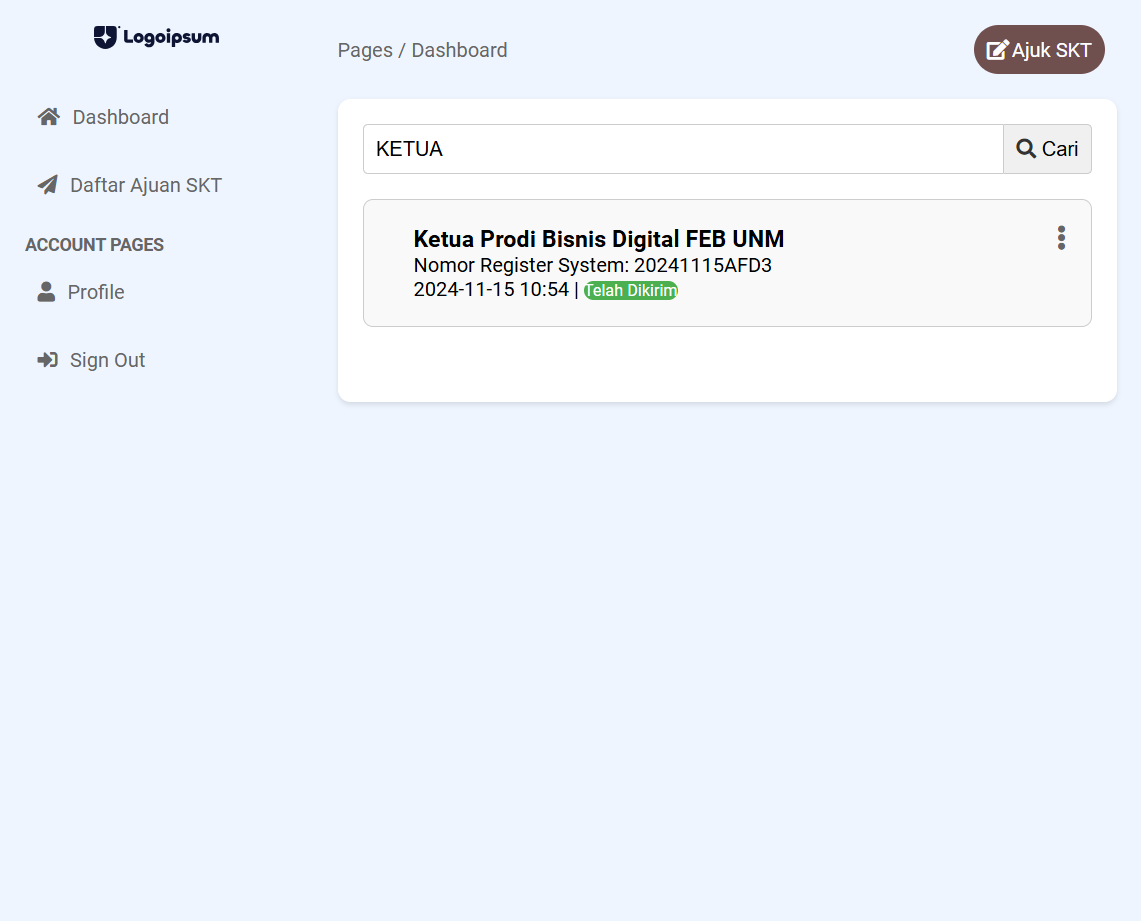 Logoipsum
Pages / Dashboard
Ajuk SKT
Dashboard
Daftar Ajuan SKT
ACCOUNT PAGES
Profile
Sign Out
KETUA
Cari
Ketua Prodi Bisnis Digital FEB UNM
Nomor Register System: 20241115AFD3
2024-11-15 10:54 | Telah Dikirim